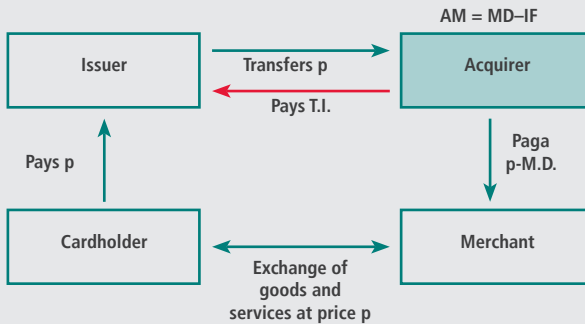 AM = MD–IF
Issuer
Transfers p
Acquirer
Pays T.I.
Pays p
Paga
p-M.D.
Cardholder
Merchant
Exchange of
goods and
services at price p